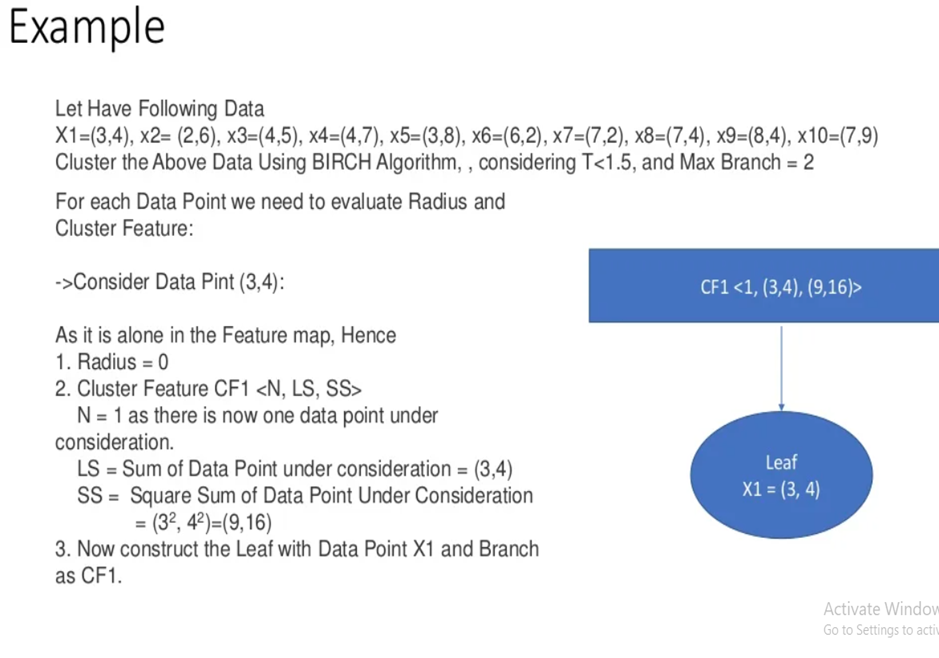 Example
Let Have Following Data
X1=(3,4), x2= (2,6), x3=(4,5), x4=(4,7), x5=(3,8), x6=(6,2), x7=(7,2), x8=(7,4), x9=(8,4), x10=(7,9)
Cluster the Above Data Using BIRCH Algorithm, , considering T<1.5, and Max Branch = 2
For each Data Point we need to evaluate Radius and
Cluster Feature:
->Consider Data Pint (3,4):
As it is alone in the Feature map, Hence
1. Radius = 0
2. Cluster Feature CF1 <N, LS, SS>
N = 1 as there is now one data point under
consideration.
LS = Sum of Data Point under consideration = (3,4)
SS = Square Sum of Data Point Under Consideration
= (3², 4²)=(9,16)
3. Now construct the Leaf with Data Point X1 and Branch
as CF1.
CF1 <1, (3,4), (9,16)>
Leaf
X1 = (3, 4)
Activate Window
Go to Settings to activ